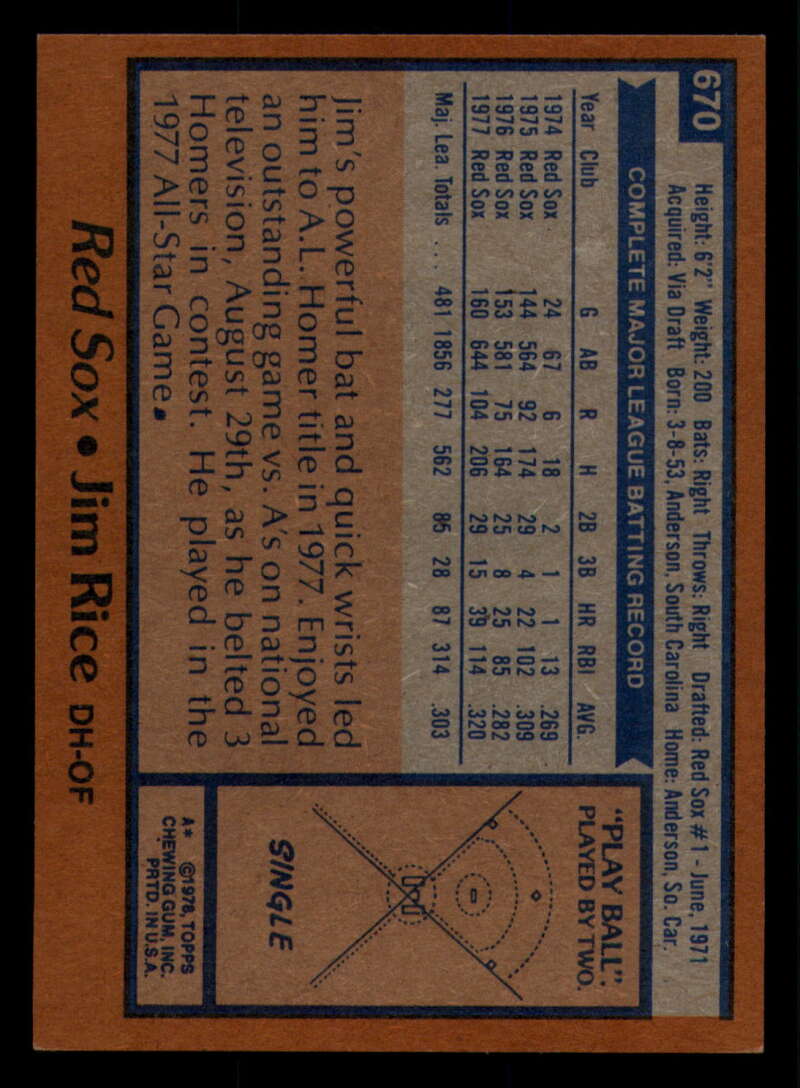 670
Height: 6'2" Weight: 200 Bats: Right Throws: Right Drafted: Red Sox #1 - June, 1971
Acquired: Via Draft Born: 3-8-53, Anderson, South Carolina Home: Anderson, So. Car.
COMPLETE MAJOR LEAGUE BATTING RECORD
Year Club G AB R H 2B 3B HR RBI AVG.
1974 Red Sox 24 67 6 18 2 1 1 13 .269
1975 Red Sox 144 564 92 174 29 4 22 102 .309
1976 Red Sox 153 581 75 164 25 8 25 85 .282
1977 Red Sox 160 644 104 206 29 15 39 114 .320
Maj. Lea. Totals ... 481 1856 277 562 85 28 87 314 .303
Jim's powerful bat and quick wrists led
him to A.L. Homer title in 1977. Enjoyed
an outstanding game vs. A's on national
television, August 29th, as he belted 3
Homers in contest. He played in the
1977 All-Star Game.
"PLAY BALL":
PLAYED BY TWO.
SINGLE
A* ©1978, TOPPS
CHEWING GUM, INC.
PRTD. IN U.S.A.
Red Sox • Jim Rice DH-OF